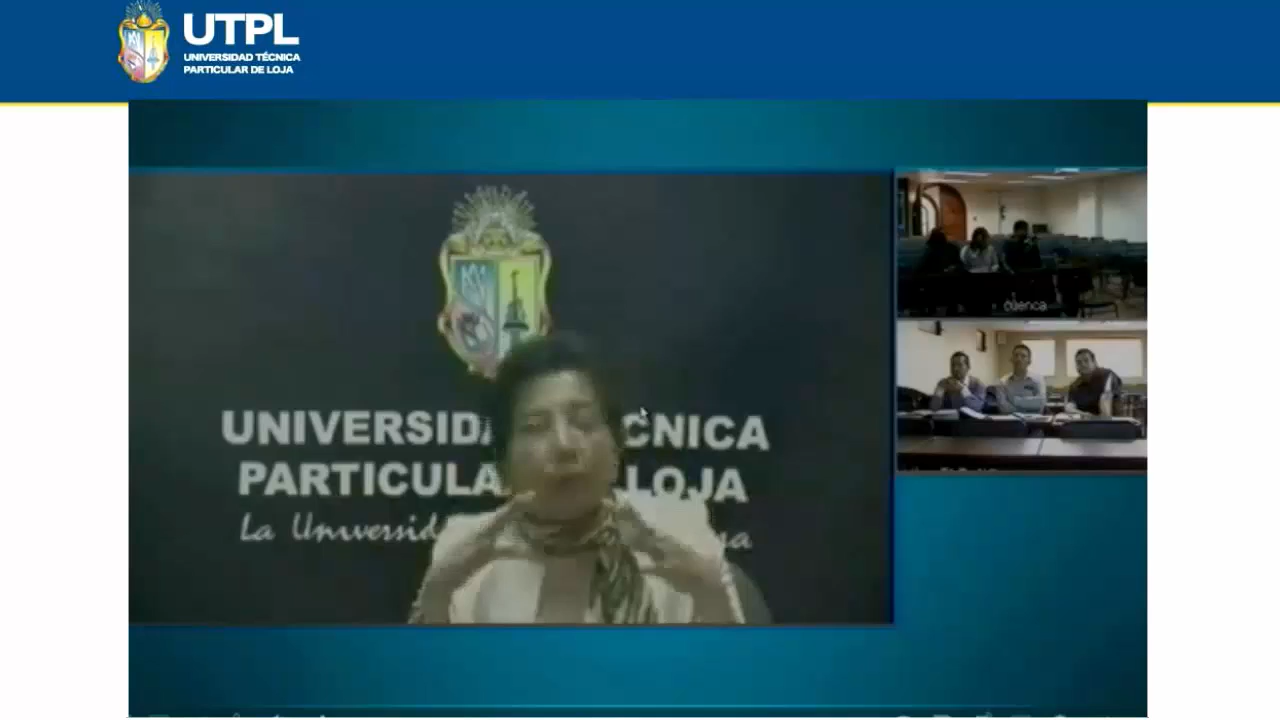 UTPL
UNIVERSIDAD TÉCNICA
PARTICULAR DE LOJA
UNIVERSIDA CNICA
PARTICULA LOJA
La Universid
cuenca